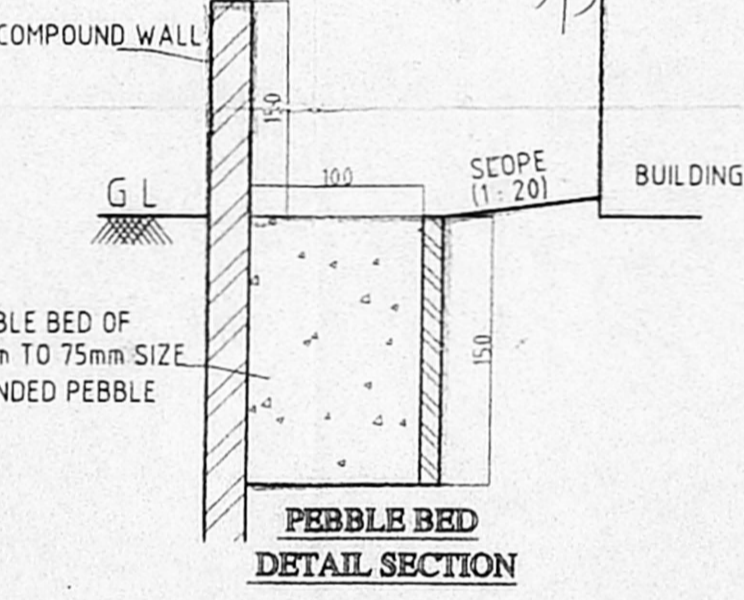 COMPOUND WALL
150
100
SCOPE
(1 : 20)
BUILDING
G L
BLE BED OF
TO 75mm SIZE
NDED PEBBLE
150
PEBBLE BED
DETAIL SECTION